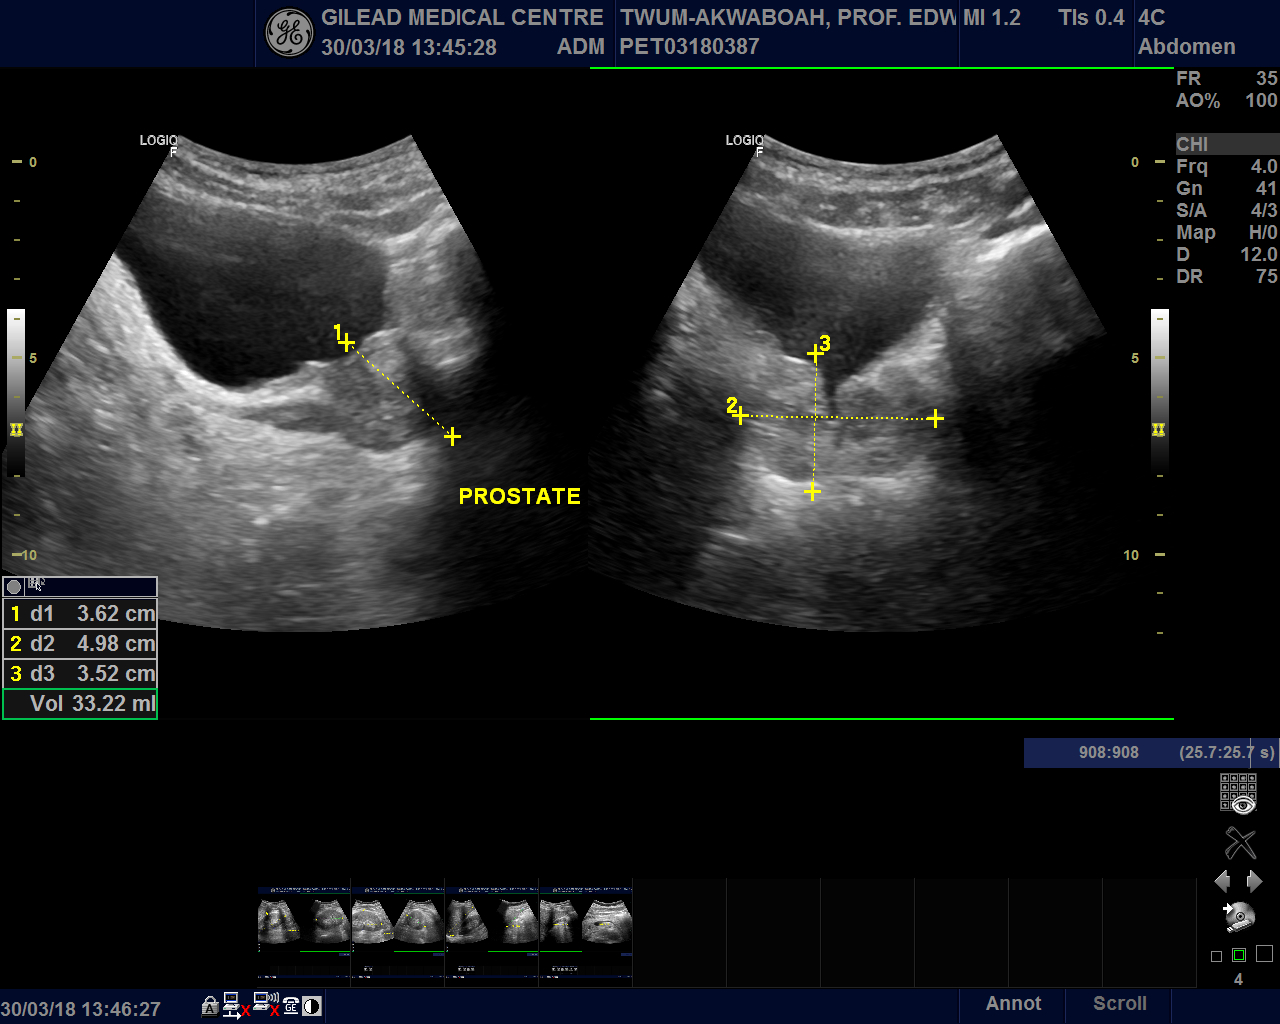 GILEAD MEDICAL CENTRE
30/03/18 13:45:28 ADM
TWUM-AKWABOAH, PROF. EDW
PET03180387
MI 1.2 TIs 0.4
4C
Abdomen
FR 35
AO% 100
CHI
Frq 4.0
Gn 41
S/A 4/3
Map H/0
D 12.0
DR 75
LOGIQ
F
LOGIQ
F
0
5
10
0
5
10
1
2
3
PROSTATE
1 d1 3.62 cm
2 d2 4.98 cm
3 d3 3.52 cm
Vol 33.22 ml
908:908 (25.7:25.7 s)
4
30/03/18 13:46:27
A
GE
Annot
Scroll